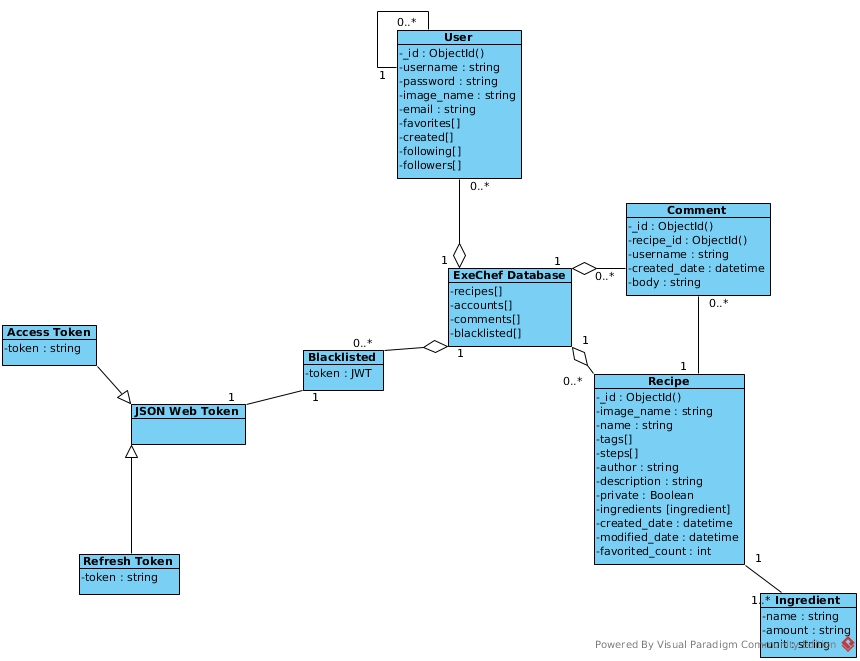 0..*
User
-_id : ObjectId()
-username : string
-password : string
-image_name : string
-email : string
-favorites[]
-created[]
-following[]
-followers[]
1
0..*
Comment
-_id : ObjectId()
-recipe_id : ObjectId()
-username : string
-created_date : datetime
-body : string
1
1
0..*
ExeChef Database
-recipes[]
-accounts[]
-comments[]
-blacklisted[]
0..*
Access Token
-token : string
0..*
1
1
Blacklisted
-token : JWT
1
0..*
Recipe
-_id : ObjectId()
-image_name : string
-name : string
-tags[]
-steps[]
-author : string
-description : string
-private : Boolean
-ingredients [ingredient]
-created_date : datetime
-modified_date : datetime
-favorited_count : int
1
1
JSON Web Token
Refresh Token
-token : string
1
1..*
Ingredient
-name : string
-amount : string
-unit : string
Powered By Visual Paradigm Community Edition